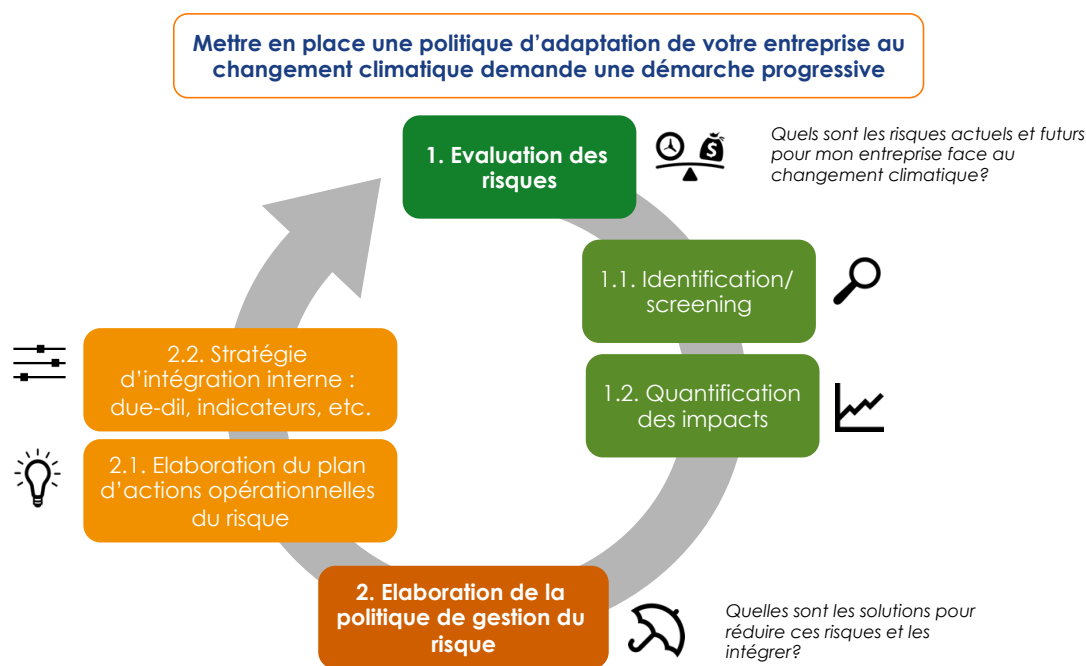 Mettre en place une politique d’adaptation de votre entreprise au
changement climatique demande une démarche progressive
1. Evaluation des
risques
Quels sont les risques actuels et futurs
pour mon entreprise face au
changement climatique?
1.1. Identification/
screening
1.2. Quantification
des impacts
2. Elaboration de la
politique de gestion du
risque
Quelles sont les solutions pour
réduire ces risques et les
intégrer?
2.1. Elaboration du plan
d’actions opérationnelles
du risque
2.2. Stratégie
d’intégration interne :
due-dil, indicateurs, etc.